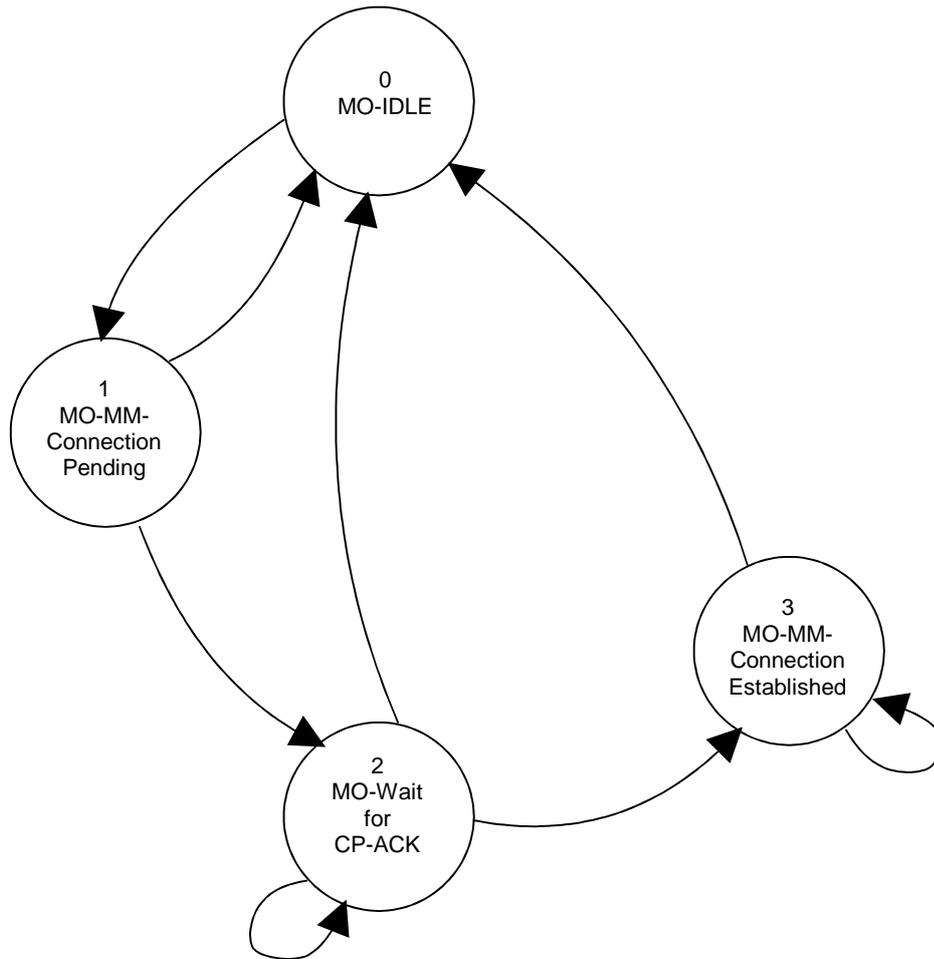 0
MO-IDLE
1
MO-MM-
Connection
Pending
3
MO-MM-
Connection
Established
2
MO-Wait
for
CP-ACK